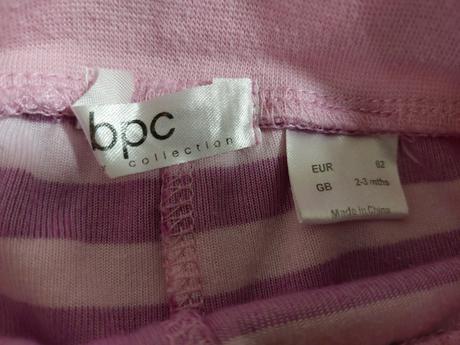 bpc
collection
EUR 62
GB 2-3 mths
Made in China